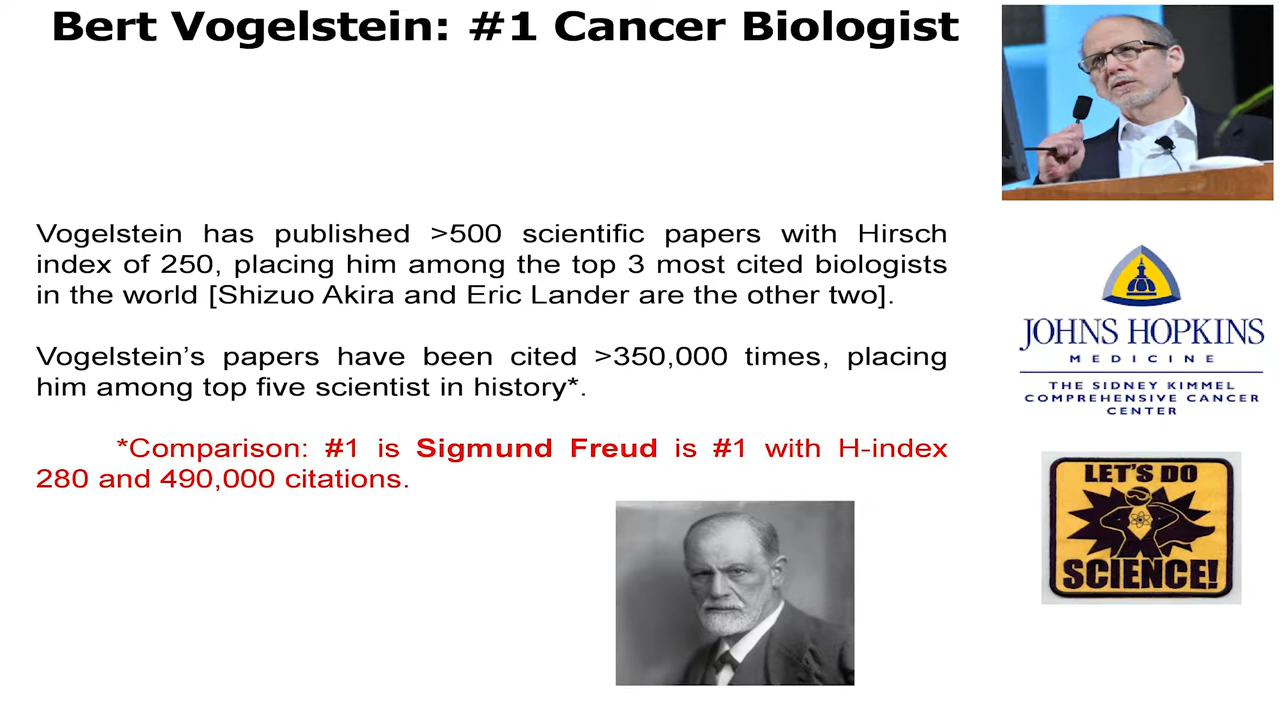 Bert Vogelstein: #1 Cancer Biologist
Vogelstein has published >500 scientific papers with Hirsch
index of 250, placing him among the top 3 most cited biologists
in the world [Shizuo Akira and Eric Lander are the other two].
Vogelstein’s papers have been cited >350,000 times, placing
him among top five scientist in history*.
*Comparison: #1 is Sigmund Freud is #1 with H-index
280 and 490,000 citations.
JOHNS HOPKINS
MEDICINE
THE SIDNEY KIMMEL
COMPREHENSIVE CANCER
CENTER
LET'S DO
SCIENCE!